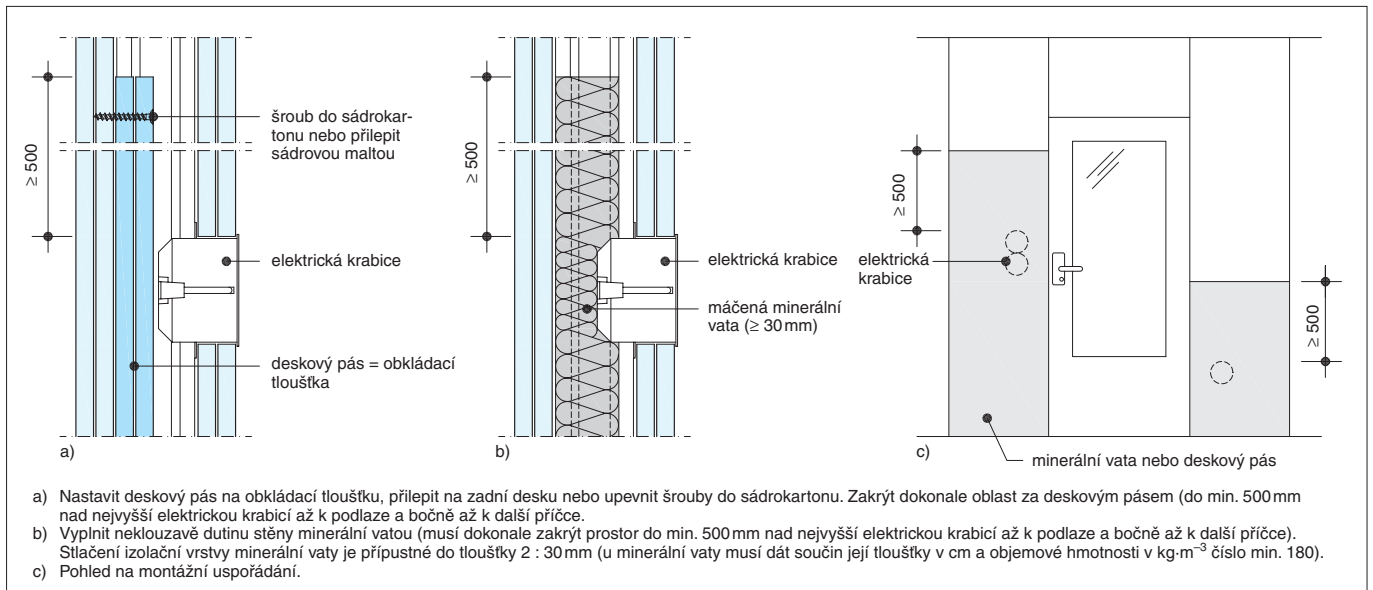 ≥ 500
šroub do sádrokar-
tonu nebo přilepit
sádrovou maltou
elektrická krabice
deskový pás = obkládací
tloušťka
a)
≥ 500
elektrická krabice
máčená minerální
vata (≥ 30 mm)
b)
≥ 500
elektrická
krabice
≥ 500
minerální vata nebo deskový pás
c)
a) Nastavit deskový pás na obkládací tloušťku, přilepit na zadní desku nebo upevnit šrouby do sádrokartonu. Zakrýt dokonale oblast za deskovým pásem (do min. 500 mm
nad nejvyšší elektrickou krabicí až k podlaze a bočně až k další příčce.
b) Vyplnit neklouzavě dutinu stěny minerální vatou (musí dokonale zakrýt prostor do min. 500 mm nad nejvyšší elektrickou krabicí až k podlaze a bočně až k další příčce).
Stlačení izolační vrstvy minerální vaty je přípustné do tloušťky 2 : 30 mm (u minerální vaty musí dát součin její tloušťky v cm a objemové hmotnosti v kg·m⁻³ číslo min. 180).
c) Pohled na montážní uspořádání.